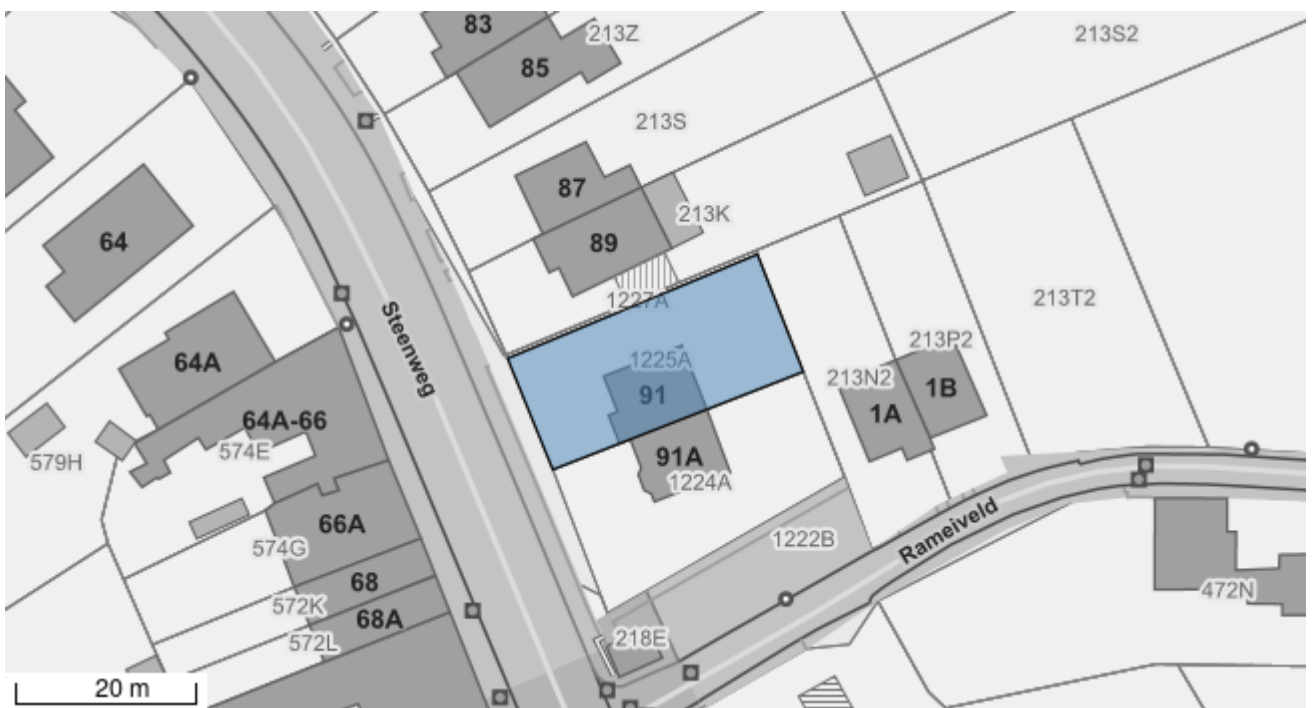 83
213Z
213S2
85
213S
87
213K
89
64
1227A
213T2
Steenweg
1225A
213P2
64A
91
213N2
1B
1A
64A-66
574E
579H
91A
1224A
66A
Rameiveld
1222B
574G
68
472N
572K
68A
218E
572L
20 m